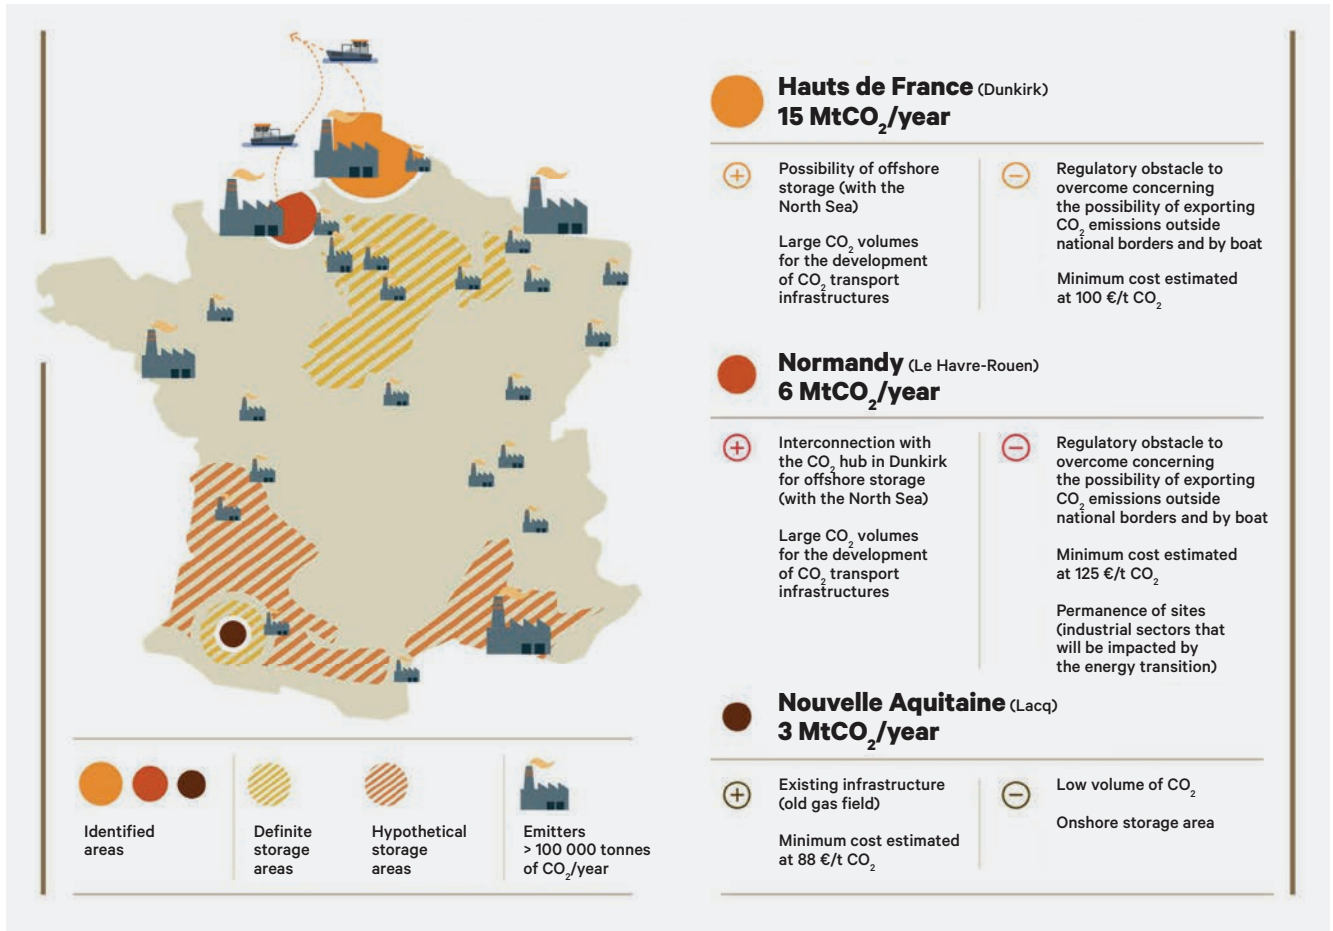 Hauts de France (Dunkirk)
15 MtCO₂/year
Possibility of offshore
storage (with the
North Sea)
Large CO₂ volumes
for the development
of CO₂ transport
infrastructures
Regulatory obstacle to
overcome concerning
the possibility of exporting
CO₂ emissions outside
national borders and by boat
Minimum cost estimated
at 100 €/t CO₂
Normandy (Le Havre-Rouen)
6 MtCO₂/year
Interconnection with
the CO₂ hub in Dunkirk
for offshore storage
(with the North Sea)
Large CO₂ volumes
for the development
of CO₂ transport
infrastructures
Regulatory obstacle to
overcome concerning
the possibility of exporting
CO₂ emissions outside
national borders and by boat
Minimum cost estimated
at 125 €/t CO₂
Permanence of sites
(industrial sectors that
will be impacted by
the energy transition)
Nouvelle Aquitaine (Lacq)
3 MtCO₂/year
Existing infrastructure
(old gas field)
Minimum cost estimated
at 88 €/t CO₂
Low volume of CO₂
Onshore storage area
Identified
areas
Definite
storage
areas
Hypothetical
storage
areas
Emitters
> 100 000 tonnes
of CO₂/year